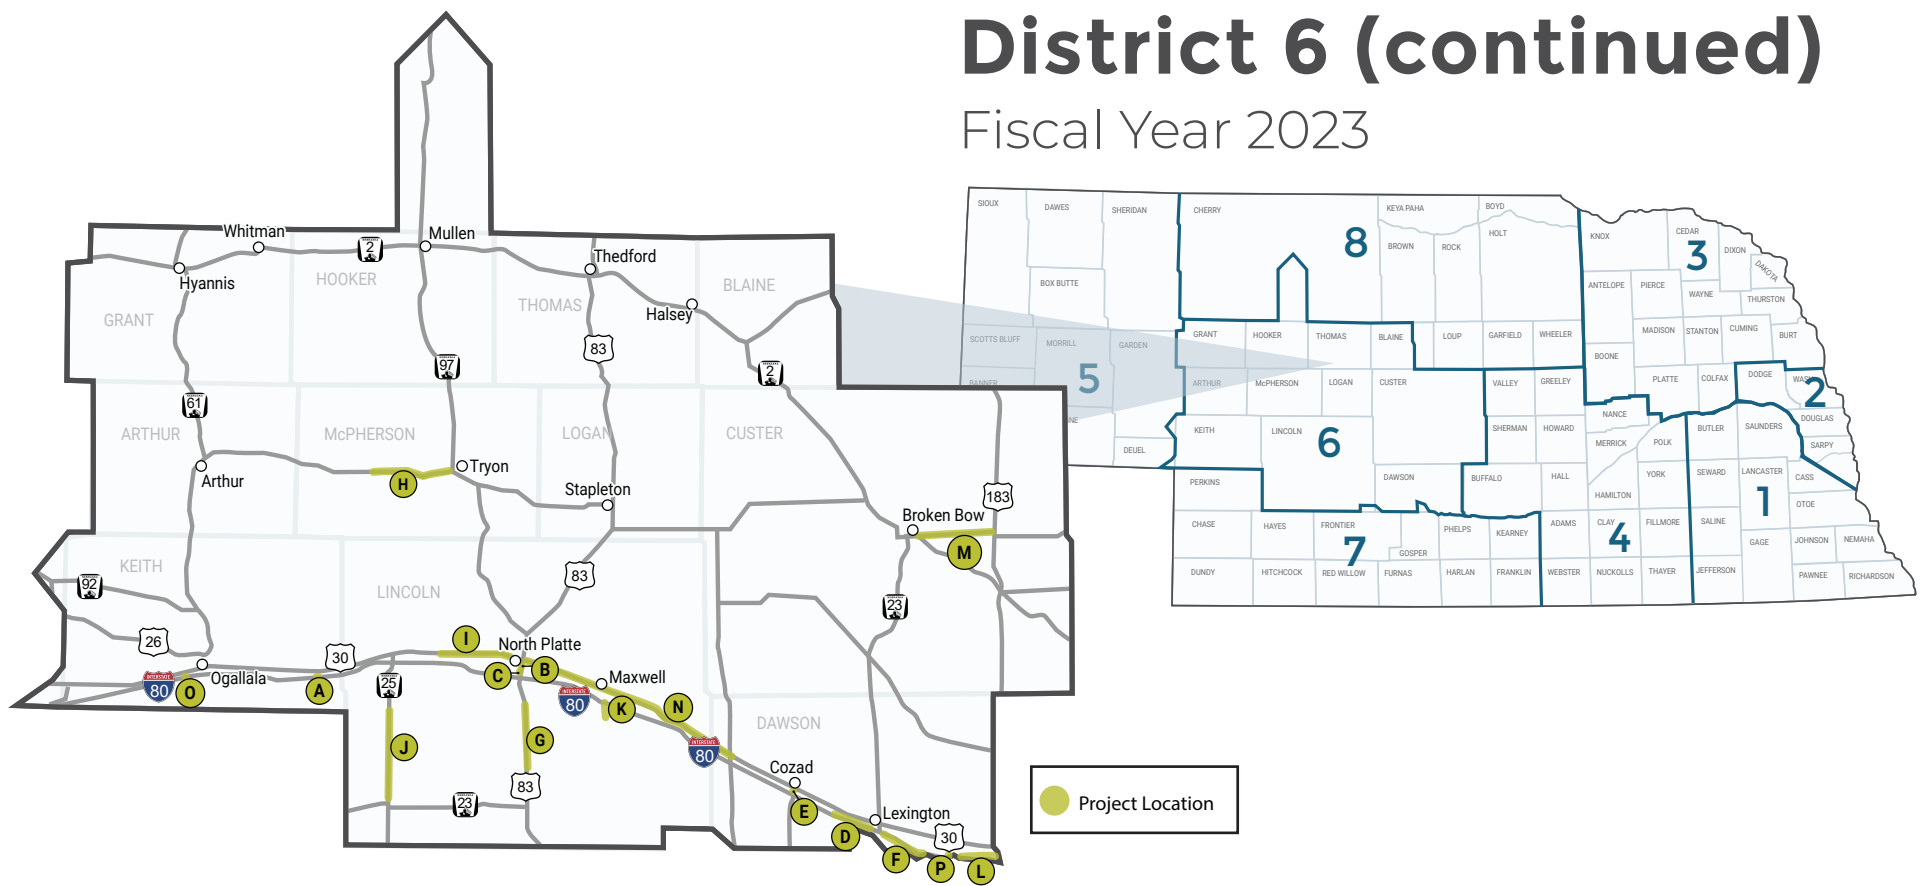 District 6 (continued)
Fiscal Year 2023
Whitman
2
Mullen
Hyannis
HOOKER
Thedford
BLAINE
GRANT
THOMAS
Halsey
83
97
2
61
ARTHUR
McPHERSON
LOGAN
CUSTER
Arthur
H
Tryon
Stapleton
183
Broken Bow
M
KEITH
92
LINCOLN
83
23
26
30
I
North Platte
Ogallala
INTERSTATE
80
O
A
25
C
B
Maxwell
INTERSTATE
80
K
N
J
G
INTERSTATE
80
DAWSON
83
23
Cozad
E
Lexington
D
30
F
P
L
Project Location
SIOUX
DAWES
SHERIDAN
CHERRY
KEYA PAHA
BOYD
8
BROWN
ROCK
HOLT
KNOX
CEDAR
3
DIXON
DAKOTA
BOX BUTTE
ANTELOPE
PIERCE
WAYNE
THURSTON
SCOTTS BLUFF
MORRILL
GARDEN
GRANT
HOOKER
THOMAS
BLAINE
LOUP
GARFIELD
WHEELER
MADISON
STANTON
CUMING
BURT
BOONE
BANNER
5
ARTHUR
McPHERSON
LOGAN
CUSTER
VALLEY
GREELEY
PLATTE
COLFAX
DODGE
WASH
2
NE
KEITH
LINCOLN
6
SHERMAN
HOWARD
NANCE
MERRICK
POLK
BUTLER
SAUNDERS
DOUGLAS
SARPY
DEUEL
PERKINS
DAWSON
BUFFALO
HALL
HAMILTON
YORK
SEWARD
LANCASTER
1
CASS
OTOE
CHASE
HAYES
FRONTIER
7
GOSPER
PHELPS
KEARNEY
ADAMS
CLAY
4
FILLMORE
SALINE
GAGE
JOHNSON
NEMAHA
DUNDY
HITCHCOCK
RED WILLOW
FURNAS
HARLAN
FRANKLIN
WEBSTER
NUCKOLLS
THAYER
JEFFERSON
PAWNEE
RICHARDSON